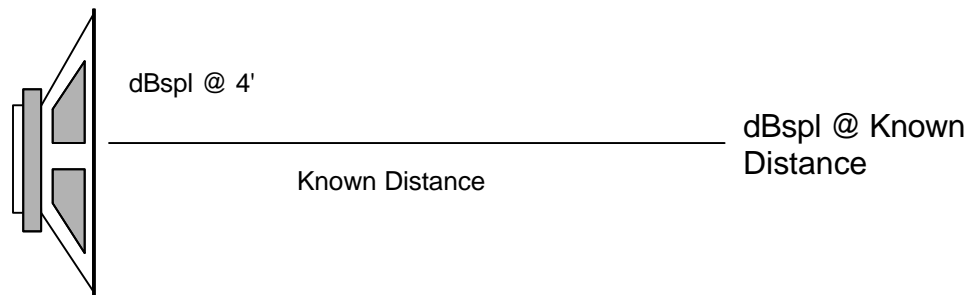 dBspl @ 4'
dBspl @ Known
Distance
Known Distance